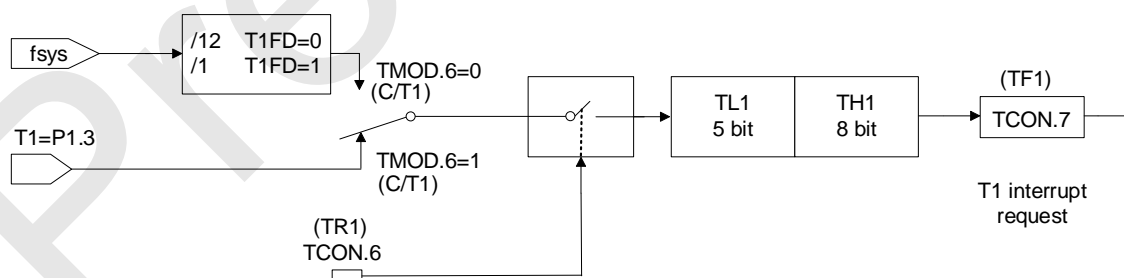 fsys
/12 T1FD=0
/1 T1FD=1
TMOD.6=0
(C/T1)
T1=P1.3
TMOD.6=1
(C/T1)
(TR1)
TCON.6
TL1
5 bit
TH1
8 bit
(TF1)
TCON.7
T1 interrupt
request
Pre